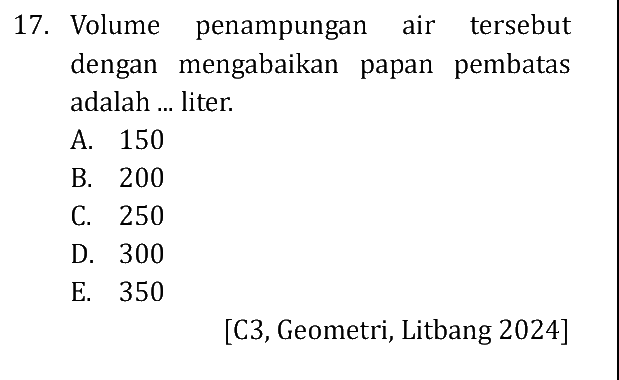 17. Volume penampungan air tersebut
dengan mengabaikan papan pembatas
adalah ... liter.
A. 150
B. 200
C. 250
D. 300
E. 350
[C3, Geometri, Litbang 2024]